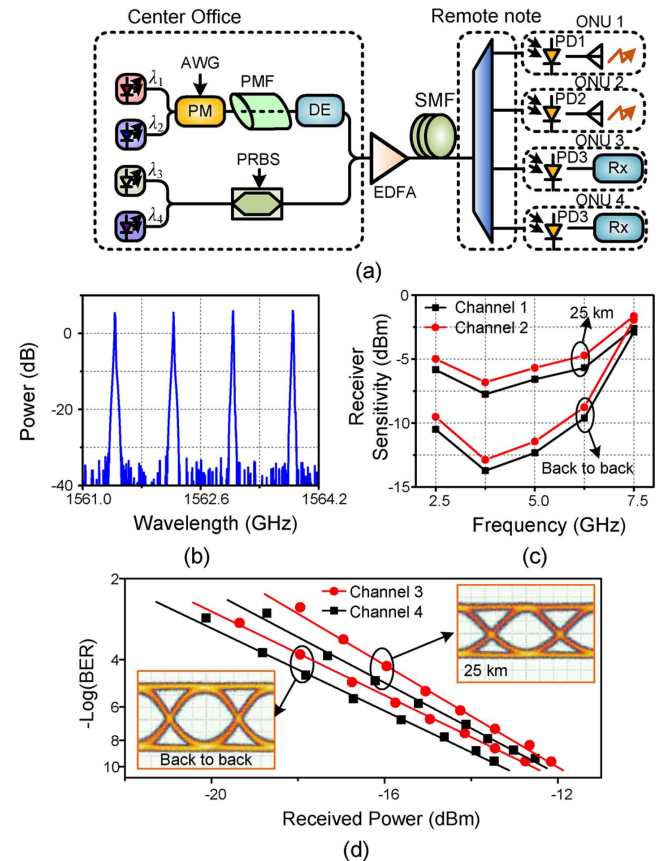 Center Office
Remote note
ONU 1
PD1
AWG
λ1
PMF
PM
DE
SMF
ONU 2
PD2
λ2
PRBS
ONU 3
PD3
Rx
λ3
EDFA
ONU 4
λ4
PD3
Rx
(a)
Power (dB)
0
-20
-40
1561.0
1562.6
1564.2
Wavelength (GHz)
(b)
Receiver
Sensitivity (dBm)
0
-5
-10
-15
Channel 1
Channel 2
25 km
Back to back
2.5
3.75
5.0
6.25
7.5
Frequency (GHz)
(c)
-Log(BER)
2
4
6
8
10
Channel 3
Channel 4
25 km
Back to back
-20
-16
-12
Received Power (dBm)
(d)